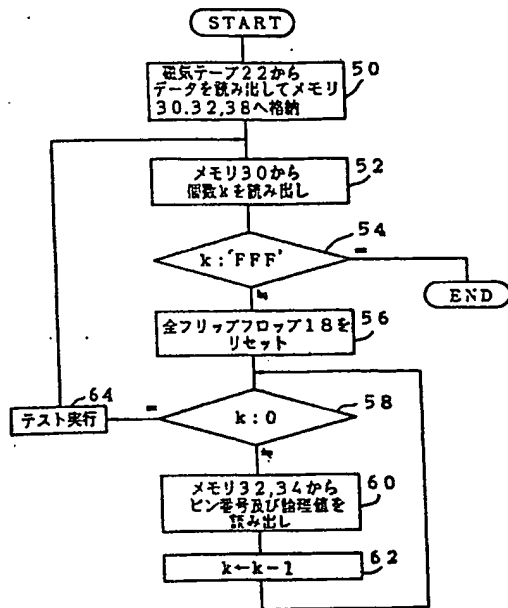 START
磁気テープ22から
データを読み出してメモリ
30.32,38へ格納
50
メモリ30から
個数kを読み出し
52
k:'FFF'
54
=
END
≒
全フリップフロップ18を
リセット
56
k:0
58
=
テスト実行
64
≒
メモリ32,34から
ピン番号及び論理値を
読み出し
60
k←k-1
62